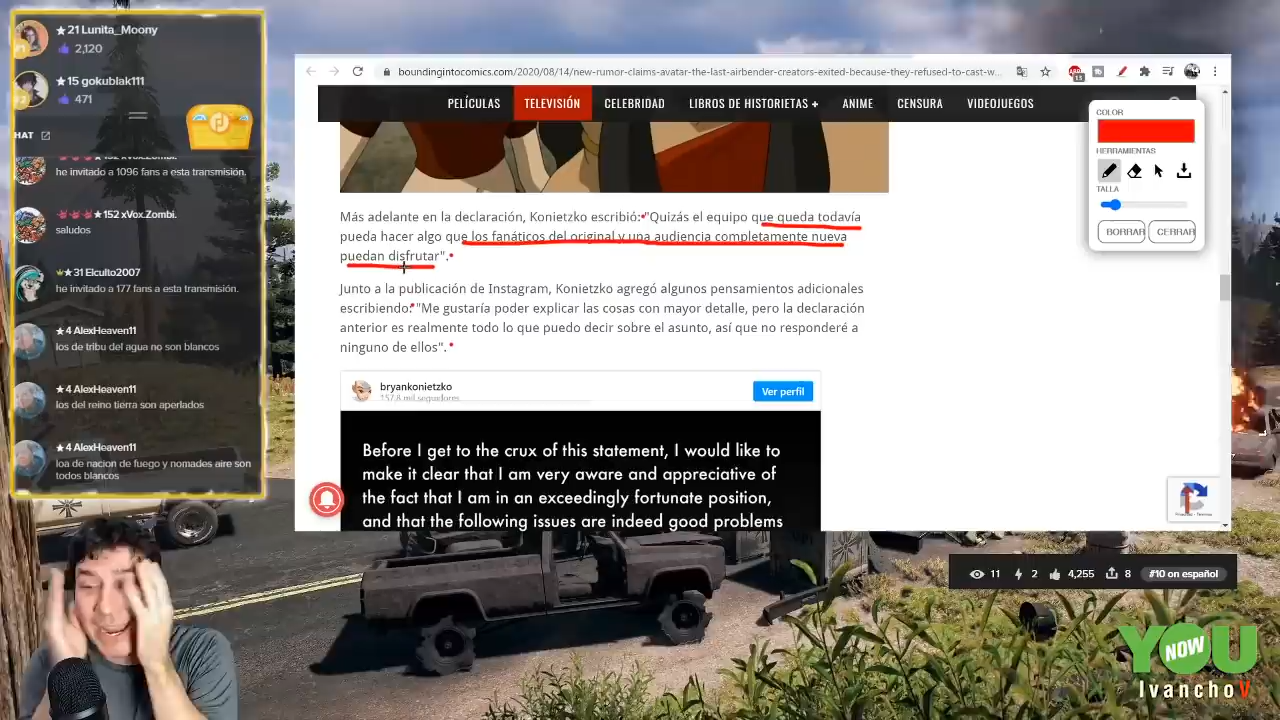 ★21 Lunita_Moony
#1
2,120
★15 gokublak111
#2
471
HAT
★152 xVox.Zombi.
he invitado a 1096 fans a esta transmisión.
★152 xVox.Zombi.
saludos
★31 Elculto2007
he invitado a 177 fans a esta transmisión.
★4 AlexHeaven11
los de tribu del agua no son blancos
★4 AlexHeaven11
los del reino tierra son aperlados
★4 AlexHeaven11
loa de nacion de fuego y nomades aire son
todos blancos
boundingintocomics.com/2020/08/14/new-rumor-claims-avatar-the-last-airbender-creators-exited-because-they-refused-to-cast-w...
PELÍCULAS TELEVISIÓN CELEBRIDAD LIBROS DE HISTORIETAS + ANIME CENSURA VIDEOJUEGOS
COLOR
HERRAMIENTAS
TALLA
BORRAR CERRAR
Más adelante en la declaración, Konietzko escribió: "Quizás el equipo que queda todavía
pueda hacer algo que los fanáticos del original y una audiencia completamente nueva
puedan disfrutar".
Junto a la publicación de Instagram, Konietzko agregó algunos pensamientos adicionales
escribiendo: "Me gustaría poder explicar las cosas con mayor detalle, pero la declaración
anterior es realmente todo lo que puedo decir sobre el asunto, así que no responderé a
ninguno de ellos".
bryankonietzko
157.8 mil seguidores
Ver perfil
Before I get to the crux of this statement, I would like to
make it clear that I am very aware and appreciative of
the fact that I am in an exceedingly fortunate position,
and that the following issues are indeed good problems
11 2 4,255 8 #10 on español
YOU
NOW
IvanchoV